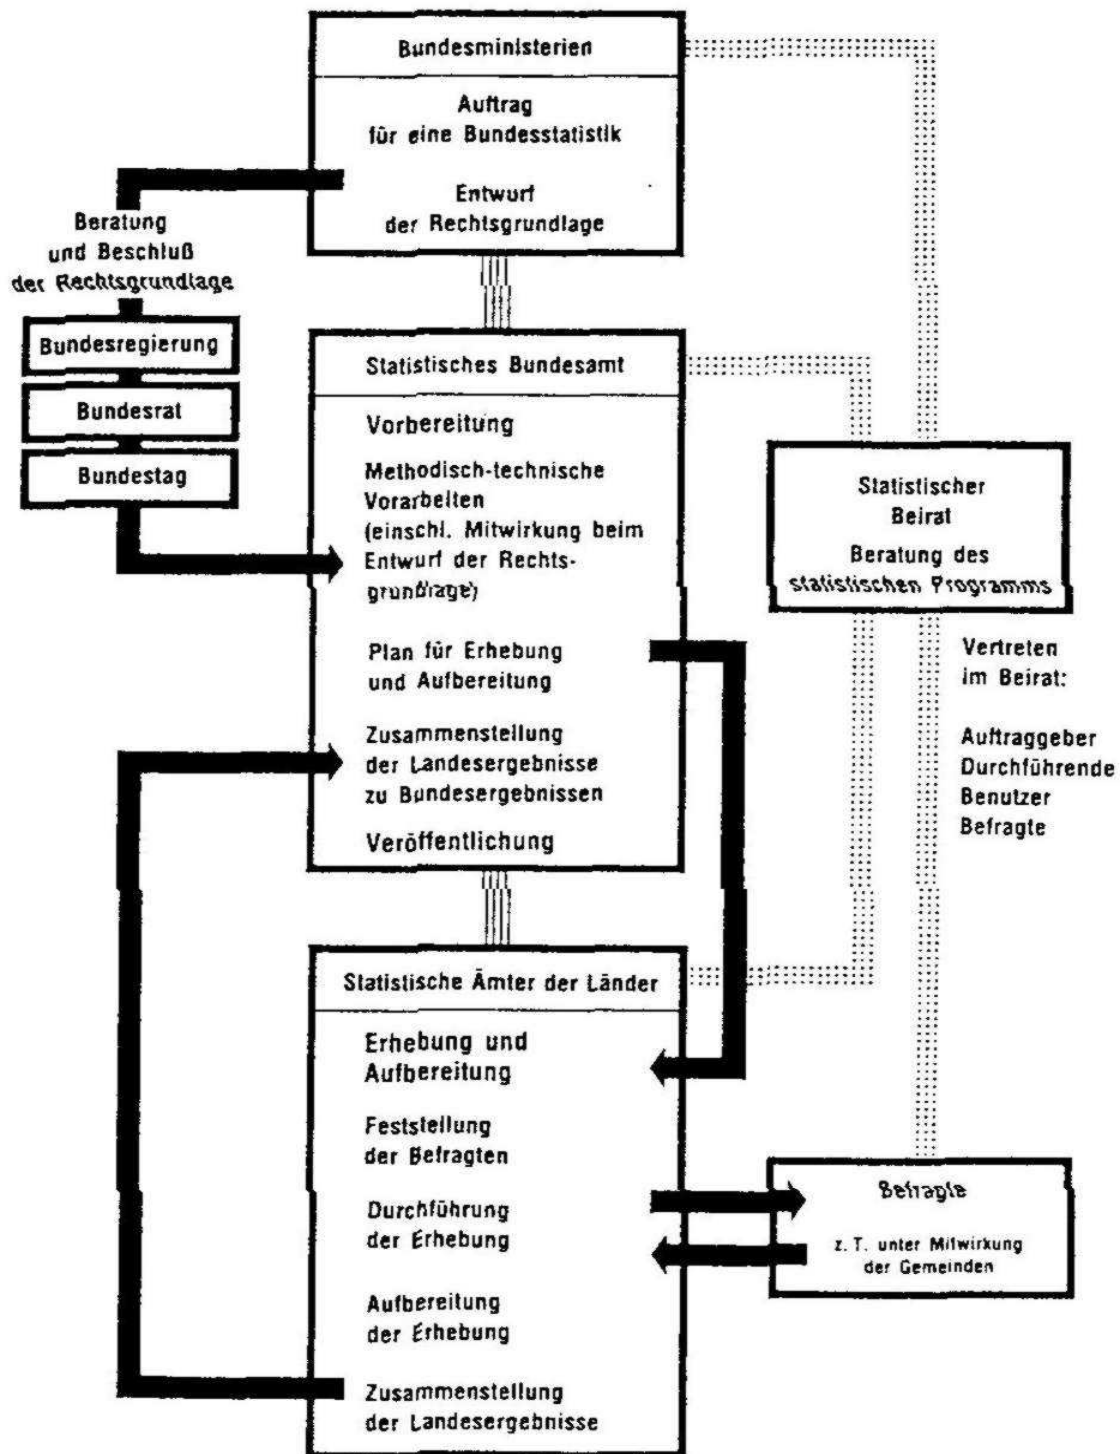 Bundesministerien
Auftrag
für eine Bundesstatistik
Entwurf
der Rechtsgrundlage
Beratung
und Beschluß
der Rechtsgrundlage
Bundesregierung
Bundesrat
Bundestag
Statistisches Bundesamt
Vorbereitung
Methodisch-technische
Vorarbeiten
(einschl. Mitwirkung beim
Entwurf der Rechts-
grundlage)
Plan für Erhebung
und Aufbereitung
Zusammenstellung
der Landesergebnisse
zu Bundesergebnissen
Veröffentlichung
Statistischer
Beirat
Beratung des
statistischen Programms
Vertreten
im Beirat:
Auftraggeber
Durchführende
Benutzer
Befragte
Statistische Ämter der Länder
Erhebung und
Aufbereitung
Feststellung
der Befragten
Durchführung
der Erhebung
Aufbereitung
der Erhebung
Zusammenstellung
der Landesergebnisse
Befragte
z. T. unter Mitwirkung
der Gemeinden